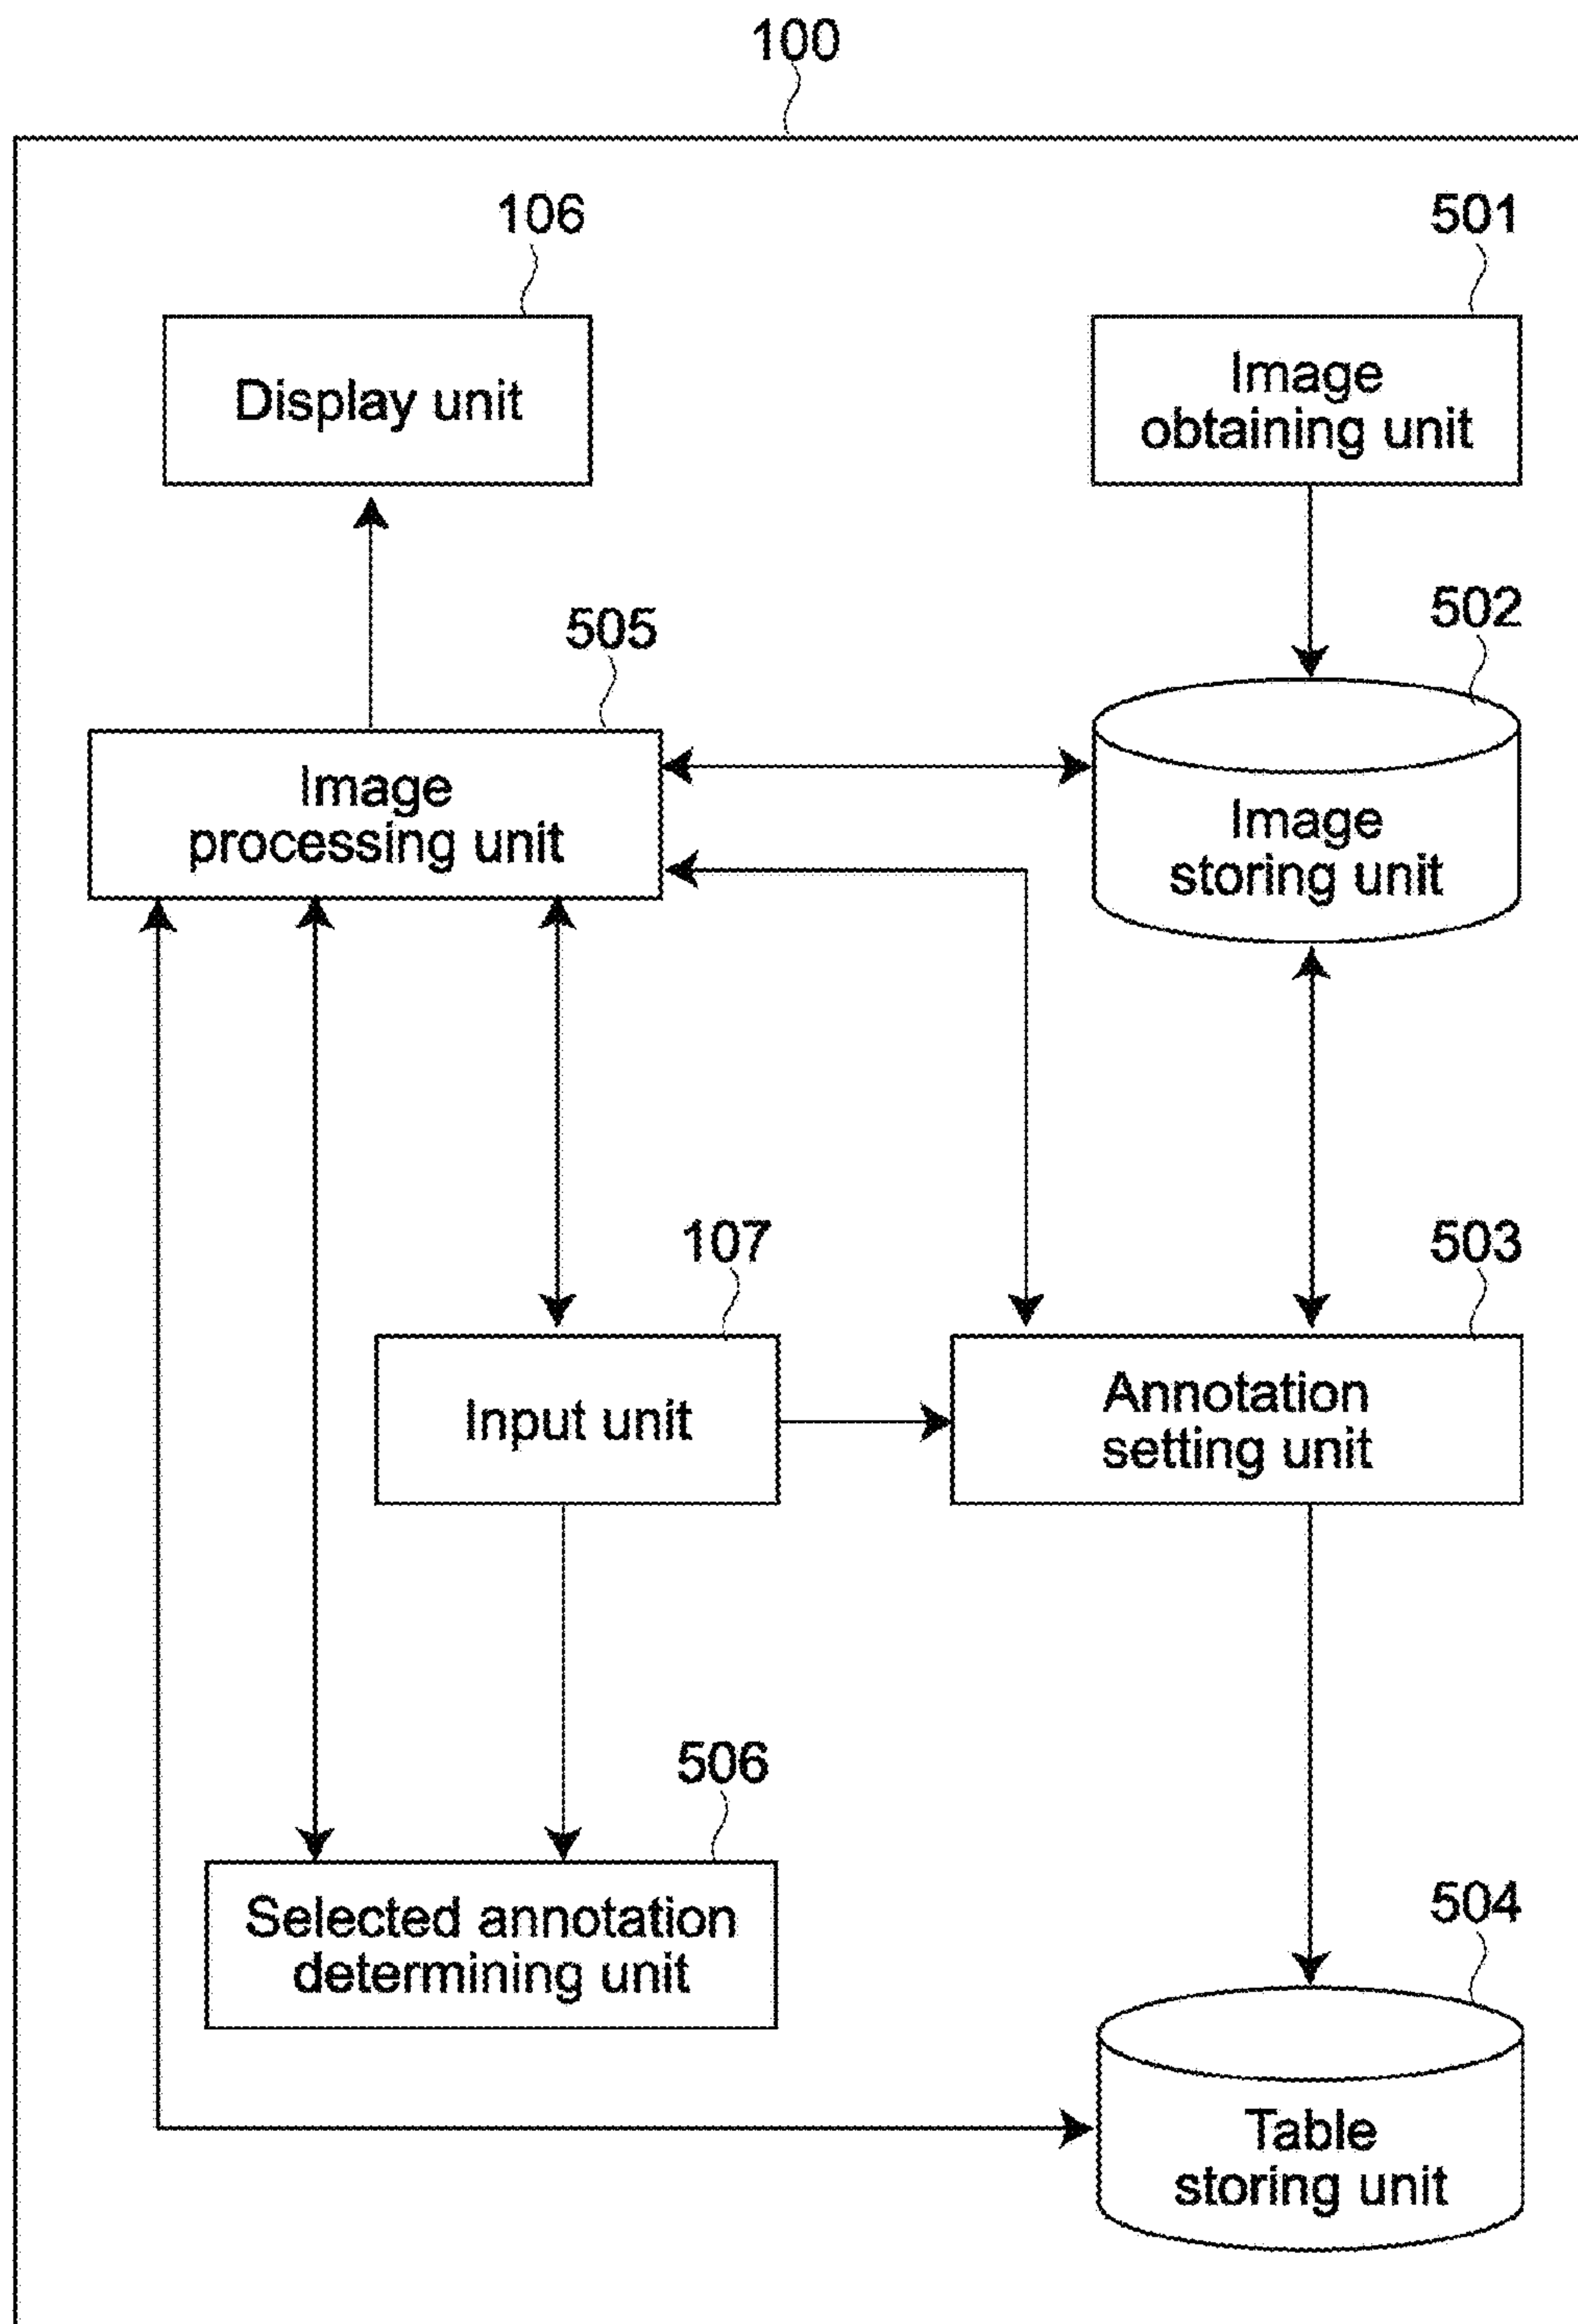 100
106
501
Display unit
Image
obtaining unit
505
502
Image
processing unit
Image
storing unit
107
503
Input unit
Annotation
setting unit
506
504
Selected annotation
determining unit
Table
storing unit